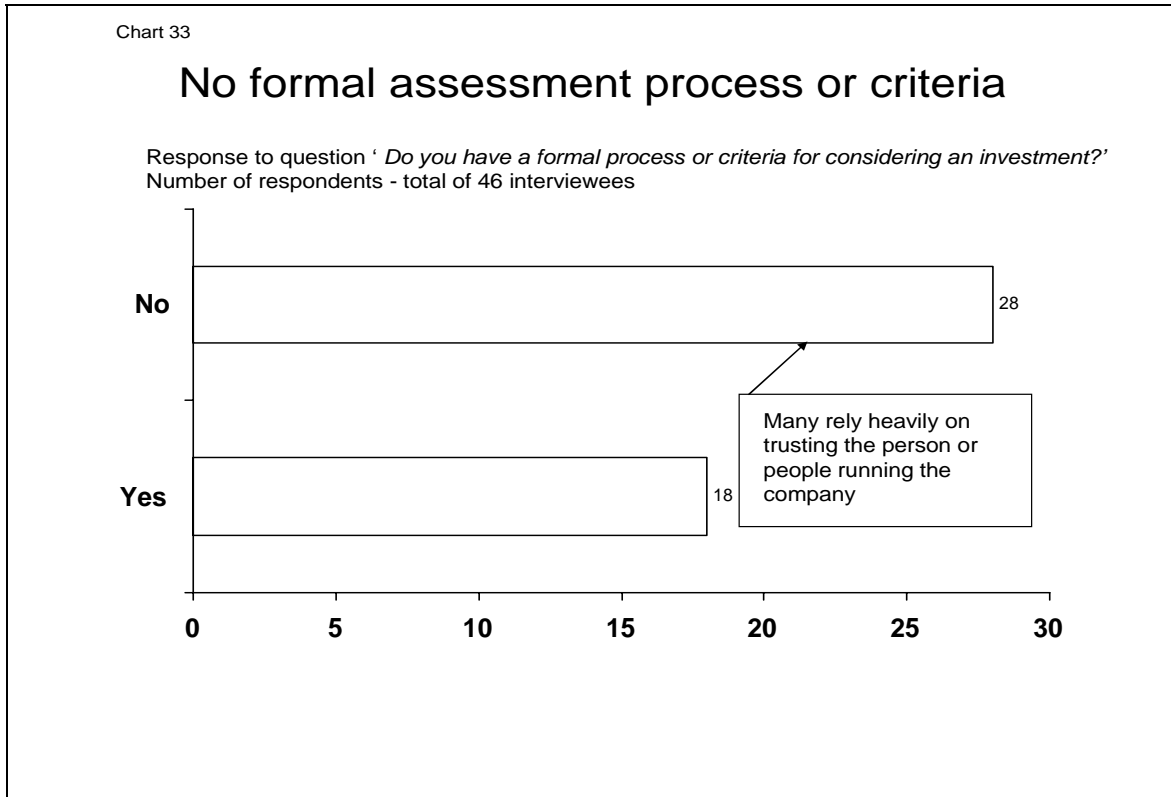 Chart 33
No formal assessment process or criteria
Response to question ‘ Do you have a formal process or criteria for considering an investment?’
Number of respondents - total of 46 interviewees
No
28
Many rely heavily on
trusting the person or
people running the
company
Yes
18
0 5 10 15 20 25 30